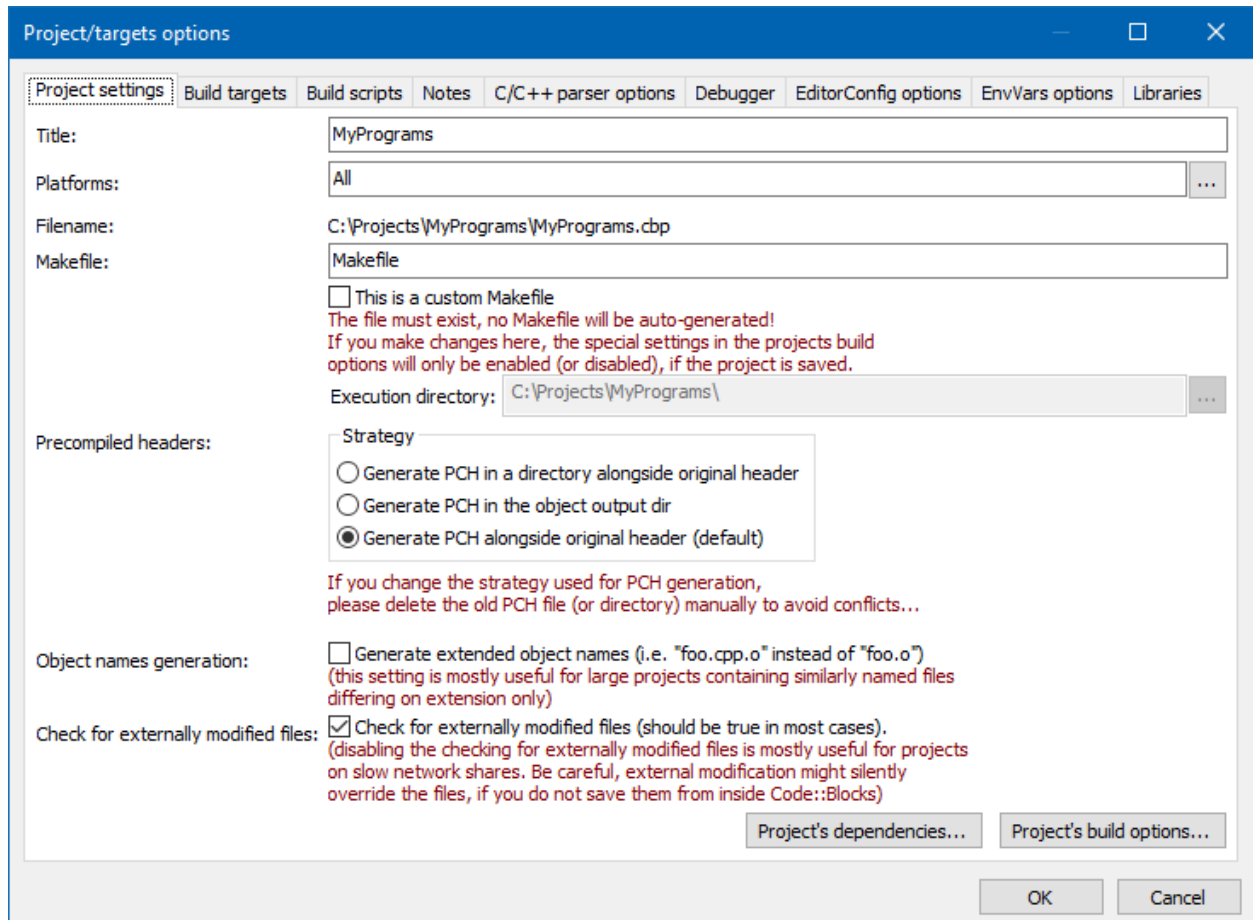 Project/targets options
Project settings Build targets Build scripts Notes C/C++ parser options Debugger EditorConfig options EnvVars options Libraries
Title: MyPrograms
Platforms: All ...
Filename: C:\Projects\MyPrograms\MyPrograms.cbp
Makefile: Makefile
This is a custom Makefile
The file must exist, no Makefile will be auto-generated!
If you make changes here, the special settings in the projects build
options will only be enabled (or disabled), if the project is saved.
Execution directory: C:\Projects\MyPrograms\ ...
Precompiled headers: Strategy
Generate PCH in a directory alongside original header
Generate PCH in the object output dir
Generate PCH alongside original header (default)
If you change the strategy used for PCH generation,
please delete the old PCH file (or directory) manually to avoid conflicts...
Object names generation: Generate extended object names (i.e. "foo.cpp.o" instead of "foo.o")
(this setting is mostly useful for large projects containing similarly named files
differing on extension only)
Check for externally modified files: Check for externally modified files (should be true in most cases).
(disabling the checking for externally modified files is mostly useful for projects
on slow network shares. Be careful, external modification might silently
override the files, if you do not save them from inside Code::Blocks)
Project's dependencies... Project's build options...
OK Cancel